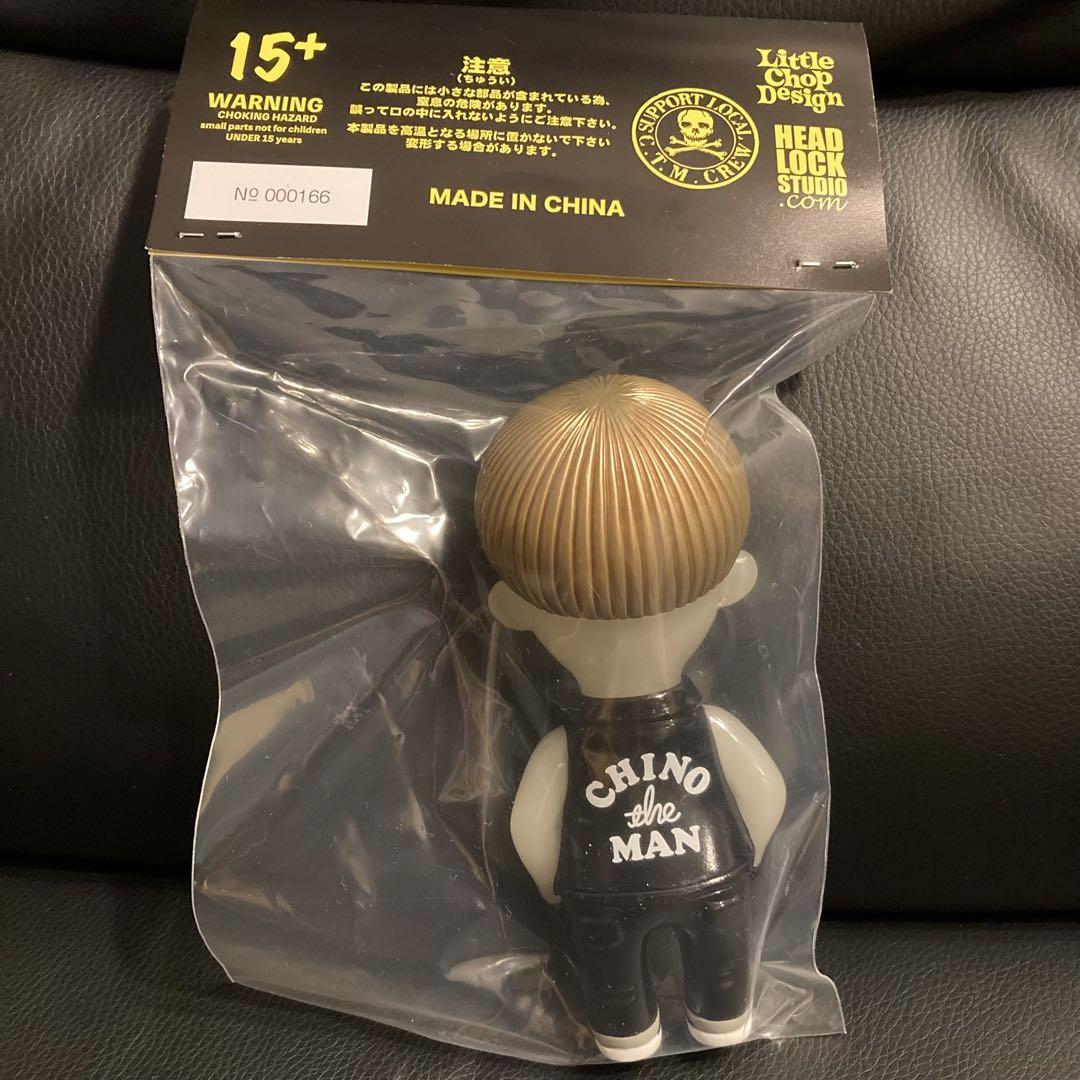 15+
WARNING
CHOKING HAZARD
small parts not for children
UNDER 15 years
Nº 000166
注意
(ちゅうい)
この製品には小さな部品が含まれている為、
窒息の危険があります。
誤って口の中に入れないようにご注意下さい。
本製品を高温となる場所に置かないで下さい
変形する場合があります。
MADE IN CHINA
SUPPORT LOCAL
C.T.M.CREW
Little
Chop
Design
HEAD
LOCK
STUDIO
.com
CHINO
the
MAN